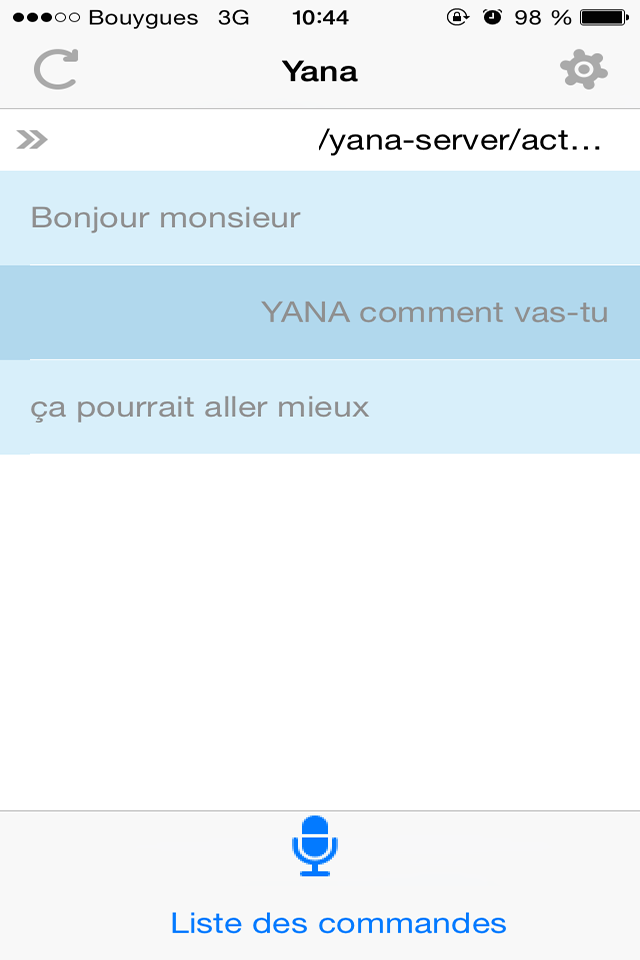 Bouygues 3G 10:44 98 %
Yana
/yana-server/act...
Bonjour monsieur
YANA comment vas-tu
ça pourrait aller mieux
Liste des commandes